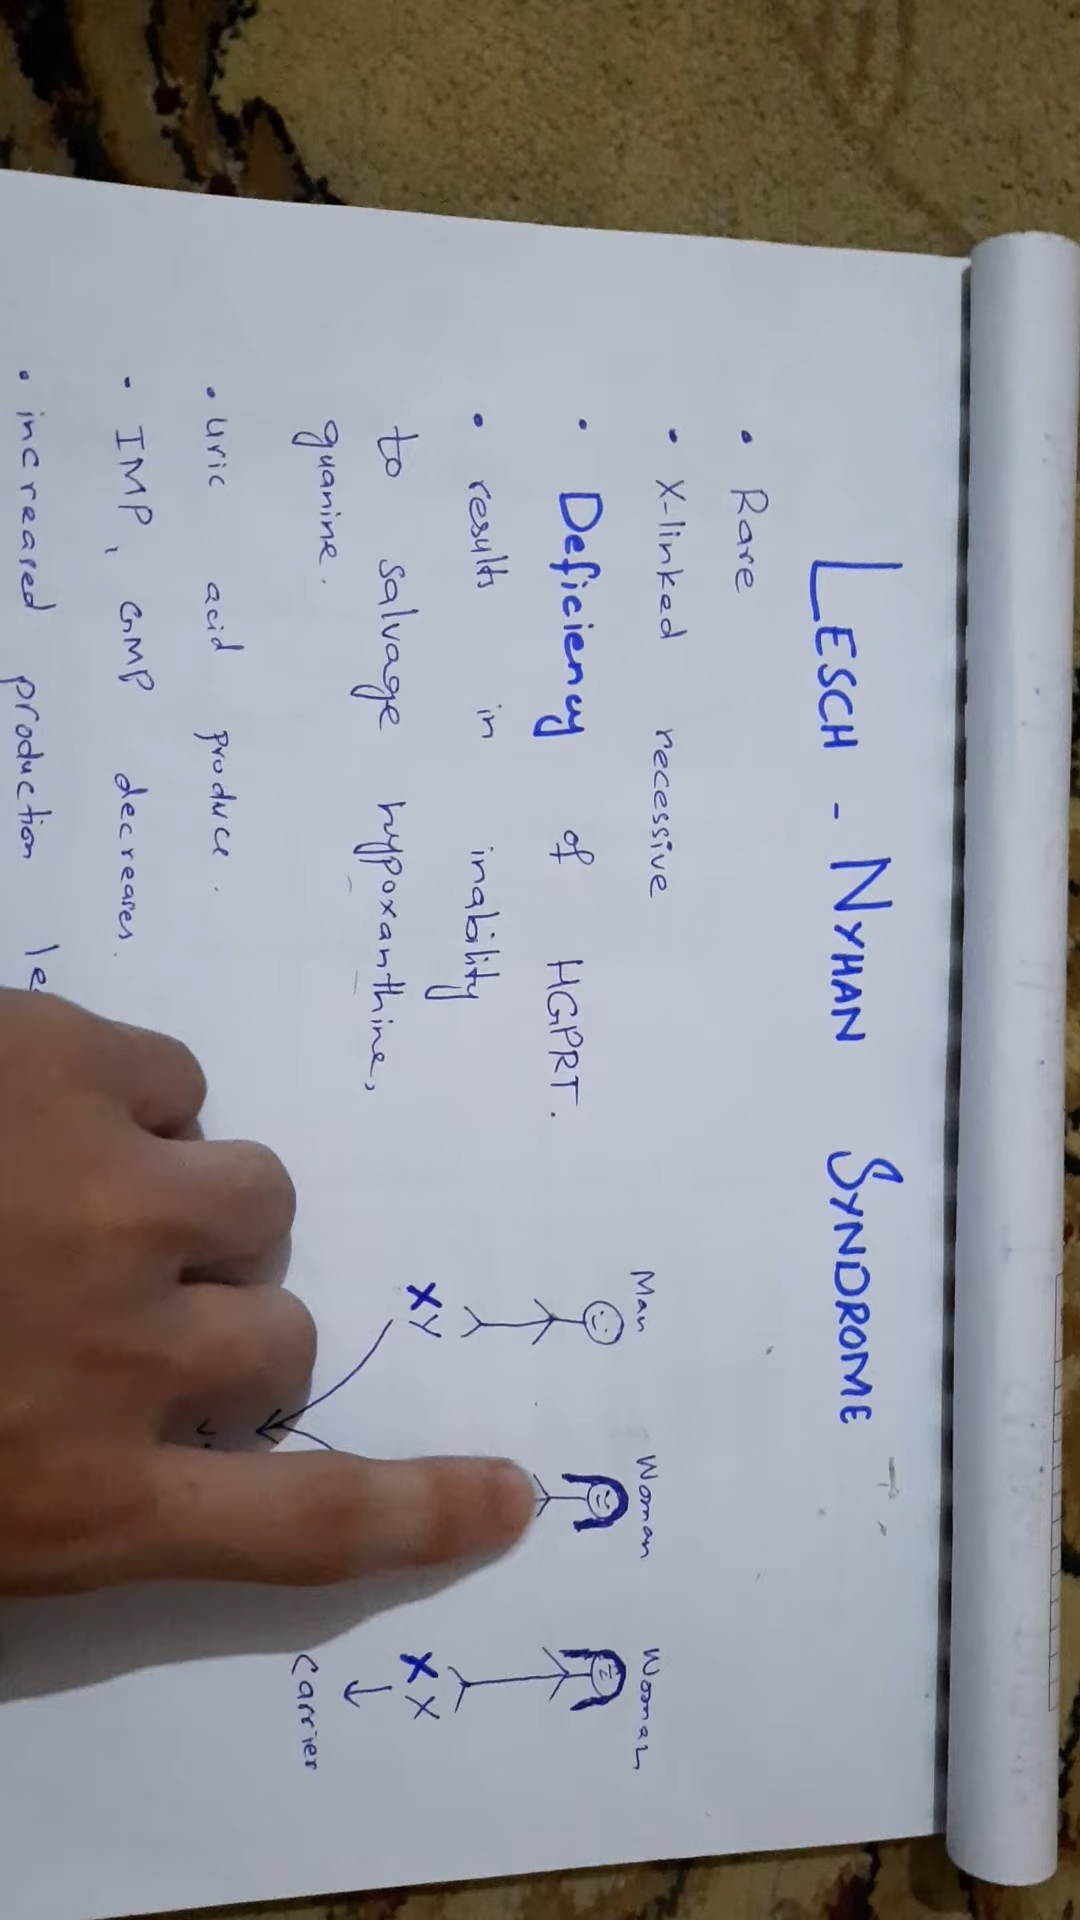 LESCH - NYHAN SYNDROME
• Rare
• X-linked recessive
• Deficiency of HGPRT.
• results in inability
to salvage hypoxanthine,
guanine.
• uric acid produce.
• IMP, GMP decreases.
• increased production
Man
XY
Woman
Woman
XX
Carrier